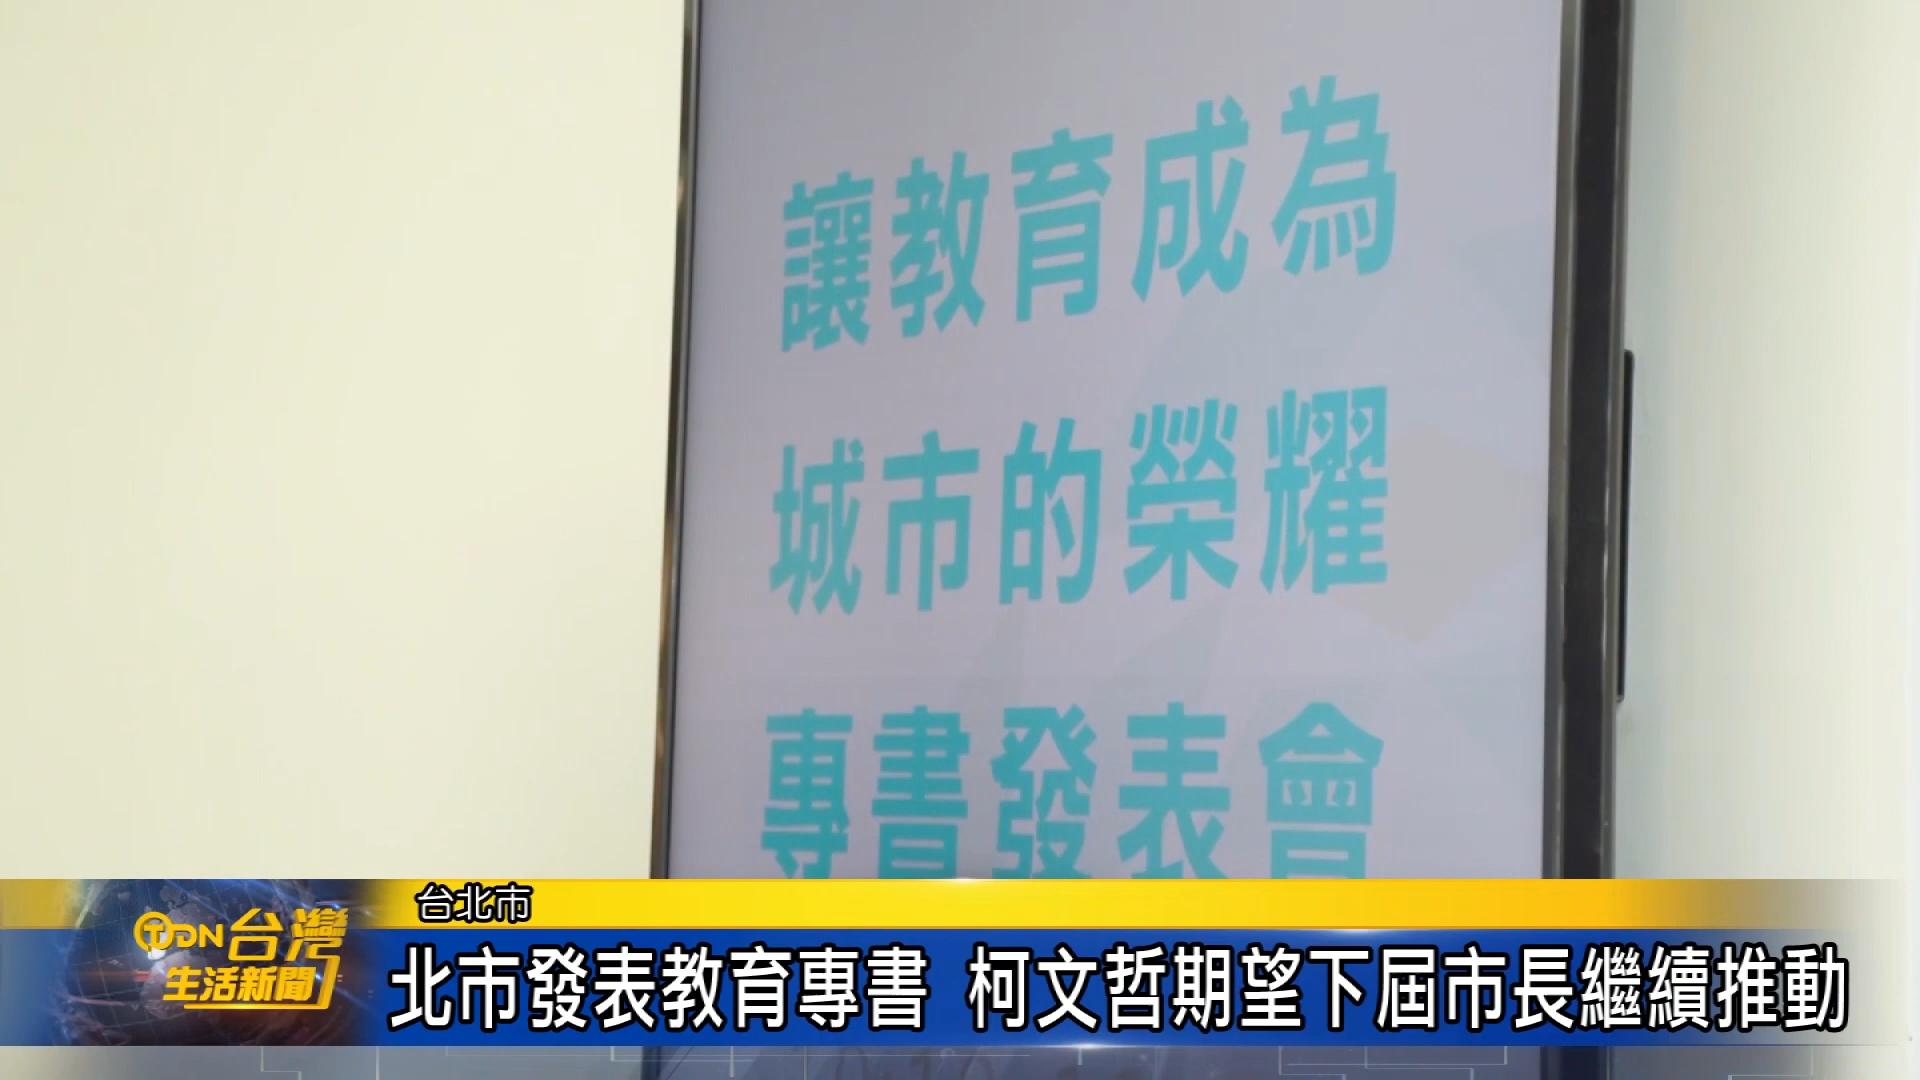 讓教育成為
城市的榮耀
專書發表會
台北市
TDN台灣
生活新聞
北市發表教育專書 柯文哲期望下屆市長繼續推動